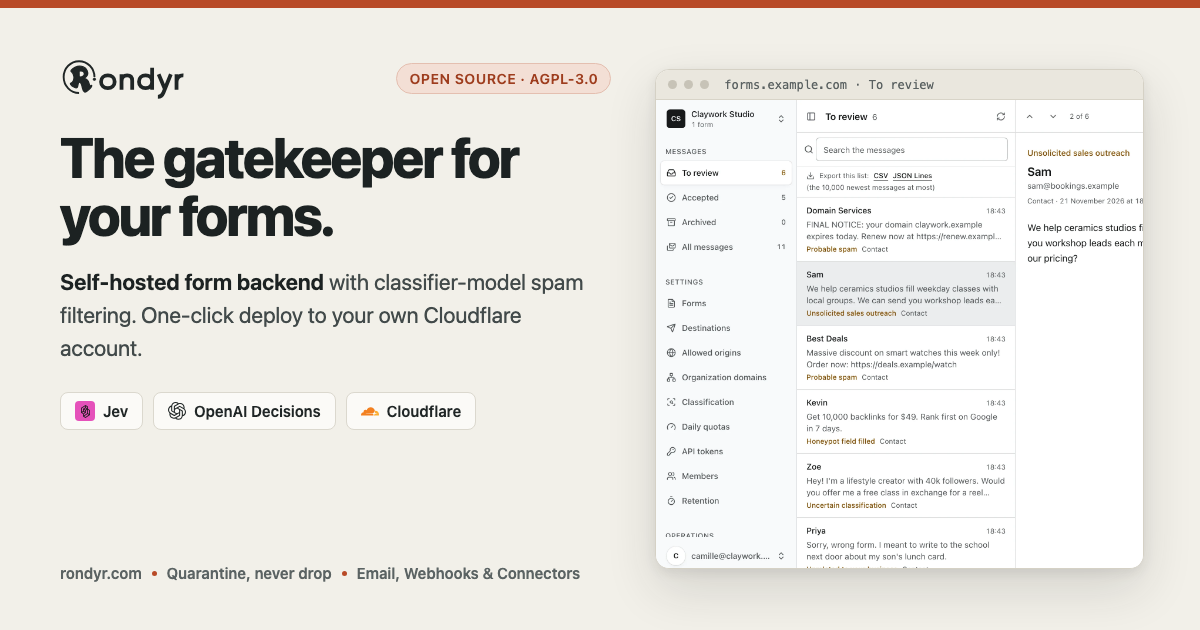 Rondyr
OPEN SOURCE · AGPL-3.0
The gatekeeper for
your forms.
Self-hosted form backend with classifier-model spam
filtering. One-click deploy to your own Cloudflare
account.
Jev
OpenAI Decisions
Cloudflare
rondyr.com • Quarantine, never drop • Email, Webhooks & Connectors
forms.example.com · To review
CS
Claywork Studio
1 form
MESSAGES
To review 6
Accepted 5
Archived 0
All messages 11
SETTINGS
Forms
Destinations
Allowed origins
Organization domains
Classification
Daily quotas
API tokens
Members
Retention
OPERATIONS
C camille@claywork....
To review 6
Search the messages
Export this list: CSV JSON Lines
(the 10,000 newest messages at most)
Domain Services 18:43
FINAL NOTICE: your domain claywork.example
expires today. Renew now at https://renew.exampl...
Probable spam Contact
Sam 18:43
We help ceramics studios fill weekday classes with
local groups. We can send you workshop leads ea...
Unsolicited sales outreach Contact
Best Deals 18:43
Massive discount on smart watches this week only!
Order now: https://deals.example/watch
Probable spam Contact
Kevin 18:43
Get 10,000 backlinks for $49. Rank first on Google
in 7 days.
Honeypot field filled Contact
Zoe 18:43
Hey! I'm a lifestyle creator with 40k followers. Would
you offer me a free class in exchange for a reel...
Uncertain classification Contact
Priya 18:43
Sorry, wrong form. I meant to write to the school
next door about my son's lunch card.
2 of 6
Unsolicited sales outreach
Sam
sam@bookings.example
Contact · 21 November 2026 at 18
We help ceramics studios fi
you workshop leads each m
our pricing?